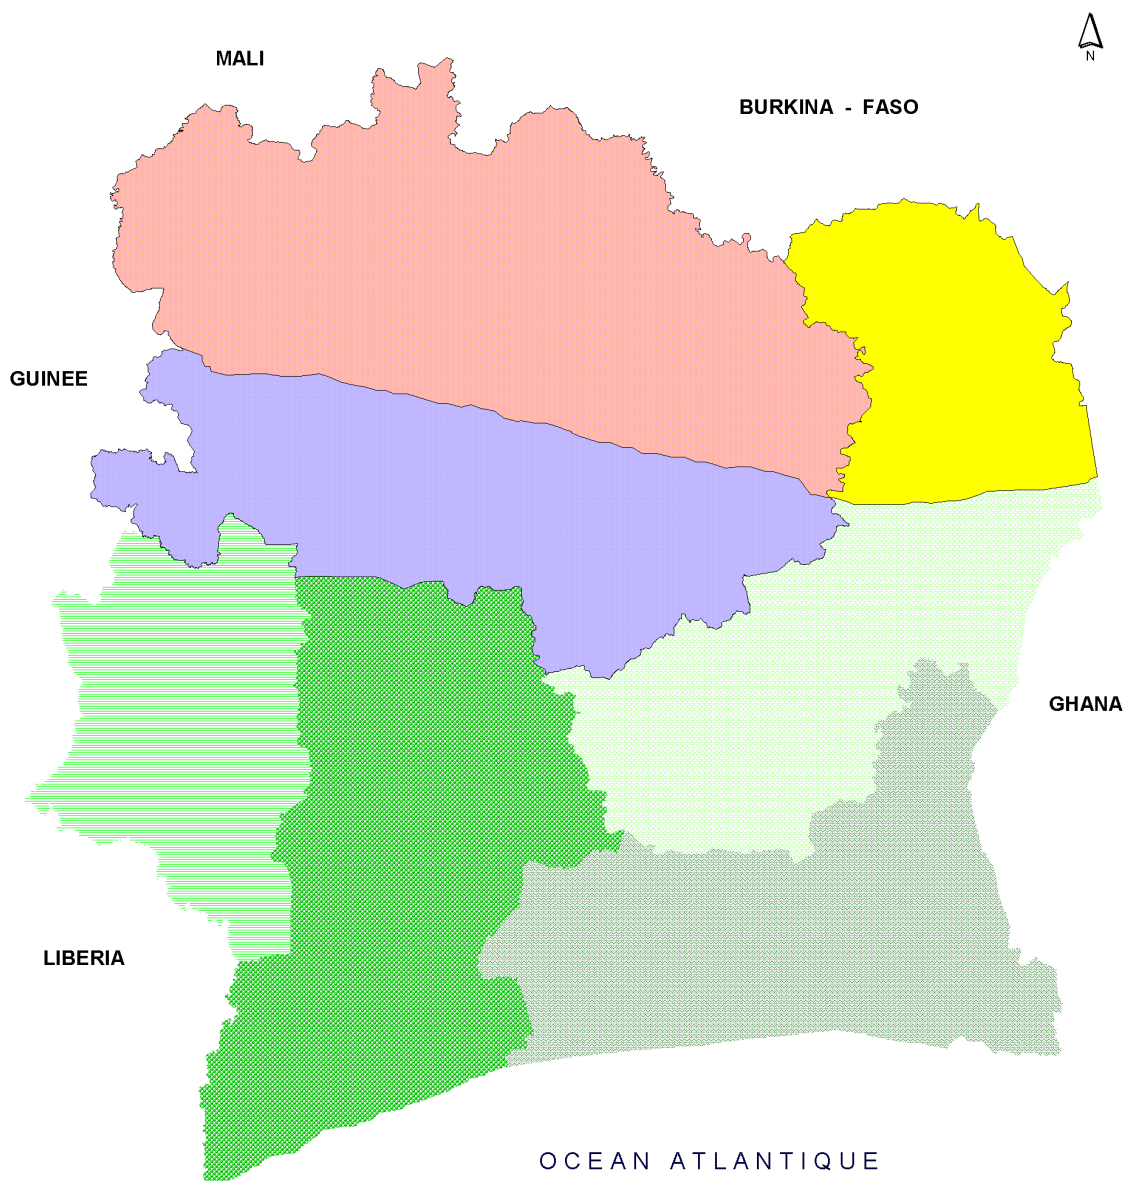 MALI
N
BURKINA - FASO
GUINEE
GHANA
LIBERIA
OCEAN ATLANTIQUE